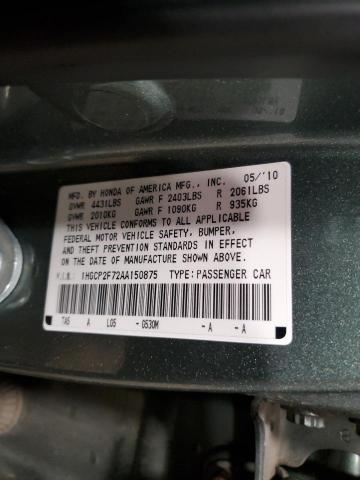 MFD. BY HONDA OF AMERICA MFG., INC. 05/'10
GVWR 4431LBS GAWR F 2403LBS R 2061LBS
GVWR 2010KG GAWR F 1090KG R 935KG
THIS VEHICLE CONFORMS TO ALL APPLICABLE
FEDERAL MOTOR VEHICLE SAFETY, BUMPER,
AND THEFT PREVENTION STANDARDS IN EFFECT
ON THE DATE OF MANUFACTURE SHOWN ABOVE.
V.I.N.: 1HGCP2F72AA150875 TYPE: PASSENGER CAR
TA5 A L05 - G530M - A - A